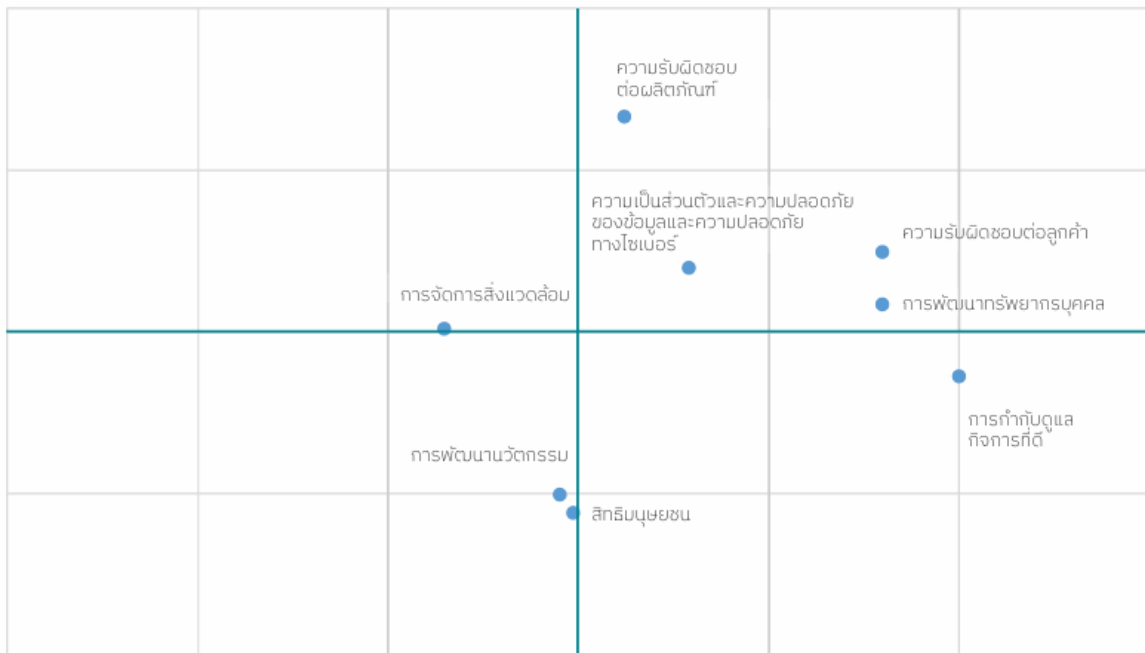 ความรับผิดชอบ
ต่อผลิตภัณฑ์
ความเป็นส่วนตัวและความปลอดภัย
ของข้อมูลและความปลอดภัย
ทางไซเบอร์
ความรับผิดชอบต่อลูกค้า
การจัดการสิ่งแวดล้อม
การพัฒนาทรัพยากรบุคคล
การกำกับดูแล
กิจการที่ดี
การพัฒนานวัตกรรม
สิทธิมนุษยชน